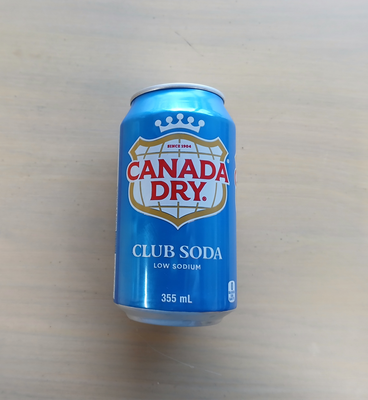 SINCE 1904
CANADA
DRY.
CLUB SODA
LOW SODIUM
355 mL